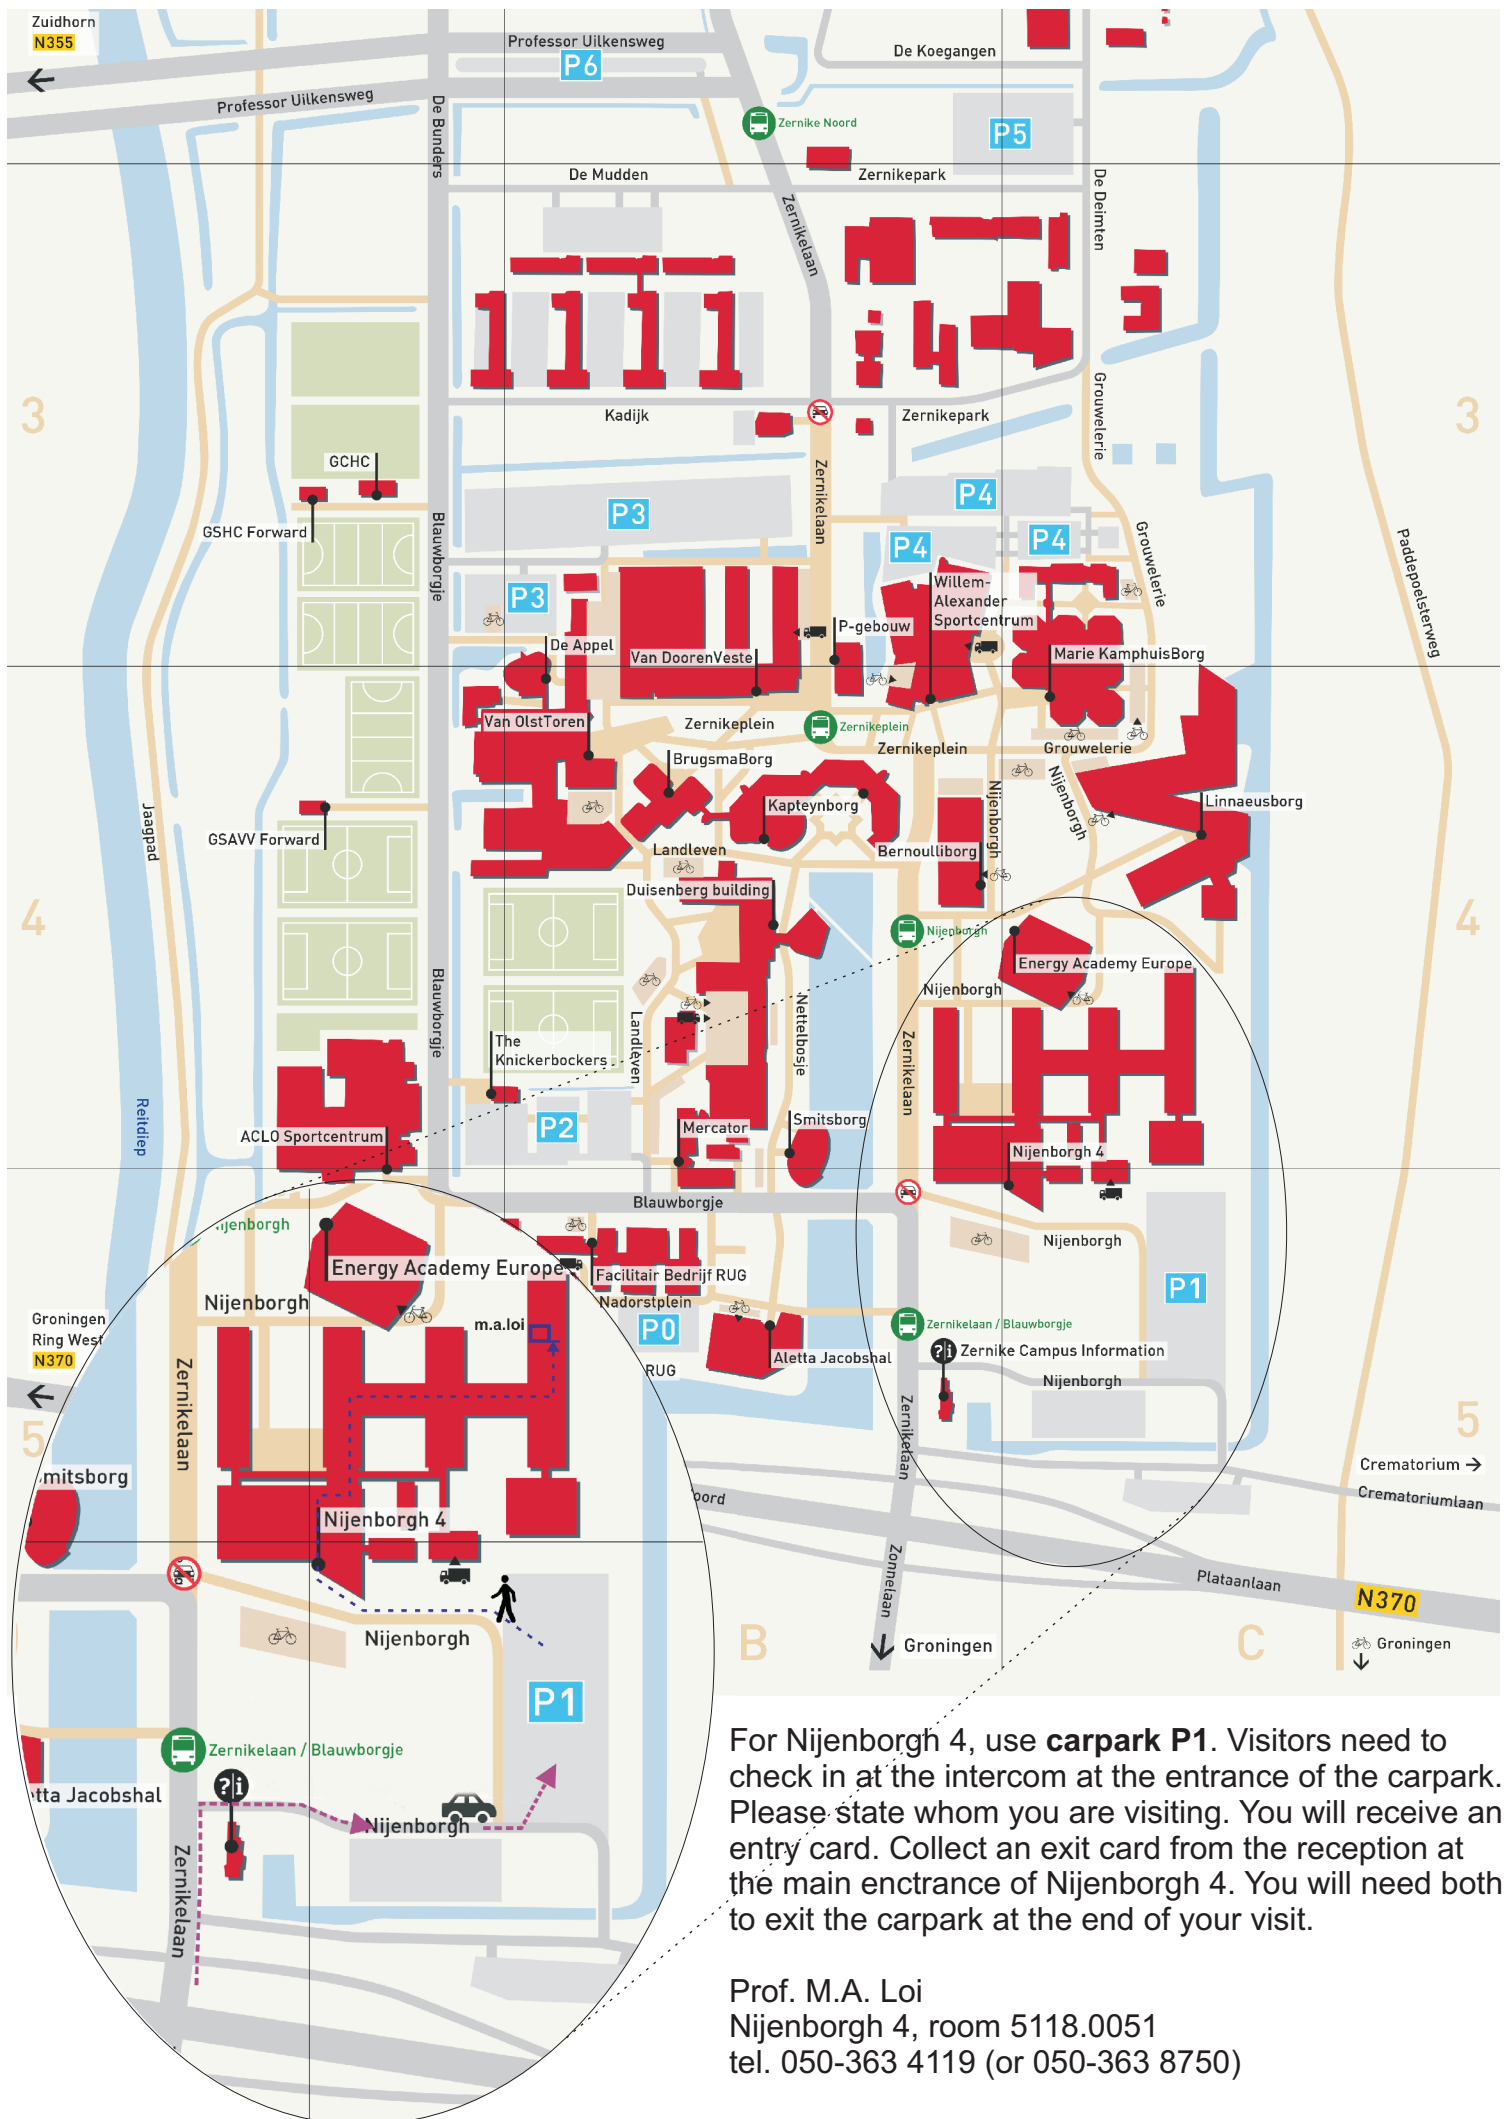 Zuidhorn
N355
Professor Uilkensweg
P6
De Koegangen
Professor Uilkensweg
De Bunders
Zernike Noord
P5
De Mudden
Zernikepark
De Deimten
Zernikelaan
3
Kadijk
Zernikepark
Grouwelerie
3
GCHC
Zernikelaan
P4
P3
GSHC Forward
Blauwborgje
P4
P4
Grouwelerie
Paddepoelsterweg
P3
Willem-
Alexander
Sportcentrum
P-gebouw
De Appel
Van DoorenVeste
Marie KamphuisBorg
Van OlstToren
Zernikeplein
Zernikeplein
Zernikeplein
Grouwelerie
BrugsmaBorg
Nijenborgh
Nijenborgh
Kapteynborg
Linnaeusborg
Jaagpad
GSAVV Forward
Landleven
Bernoulliborg
Duisenberg building
4
4
Nijenborgh
Energy Academy Europe
Blauwborgje
Nijenborgh
Nettelbosje
Landleven
Zernikelaan
The
Knickerbockers
Reitdiep
P2
Mercator
Smitsborg
ACLO Sportcentrum
Nijenborgh 4
Blauwborgje
Nijenborgh
Nijenborgh
Energy Academy Europe
Facilitair Bedrijf RUG
P1
Nijenborgh
Nadorstplein
Groningen
Ring West
N370
m.a.loi
P0
Zernikelaan / Blauwborgje
Zernike Campus Information
?i
Aletta Jacobshal
RUG
Nijenborgh
Zernikelaan
Zernikelaan
5
5
mitsborg
Crematorium
Crematoriumlaan
oord
Nijenborgh 4
Zonnelaan
Plataanlaan
N370
Nijenborgh
B
Groningen
C
Groningen
P1
Zernikelaan / Blauwborgje
?i
tta Jacobshal
Nijenborgh
Zernikelaan
For Nijenborgh 4, use carpark P1. Visitors need to
check in at the intercom at the entrance of the carpark.
Please state whom you are visiting. You will receive an
entry card. Collect an exit card from the reception at
the main enctrance of Nijenborgh 4. You will need both
to exit the carpark at the end of your visit.
Prof. M.A. Loi
Nijenborgh 4, room 5118.0051
tel. 050-363 4119 (or 050-363 8750)